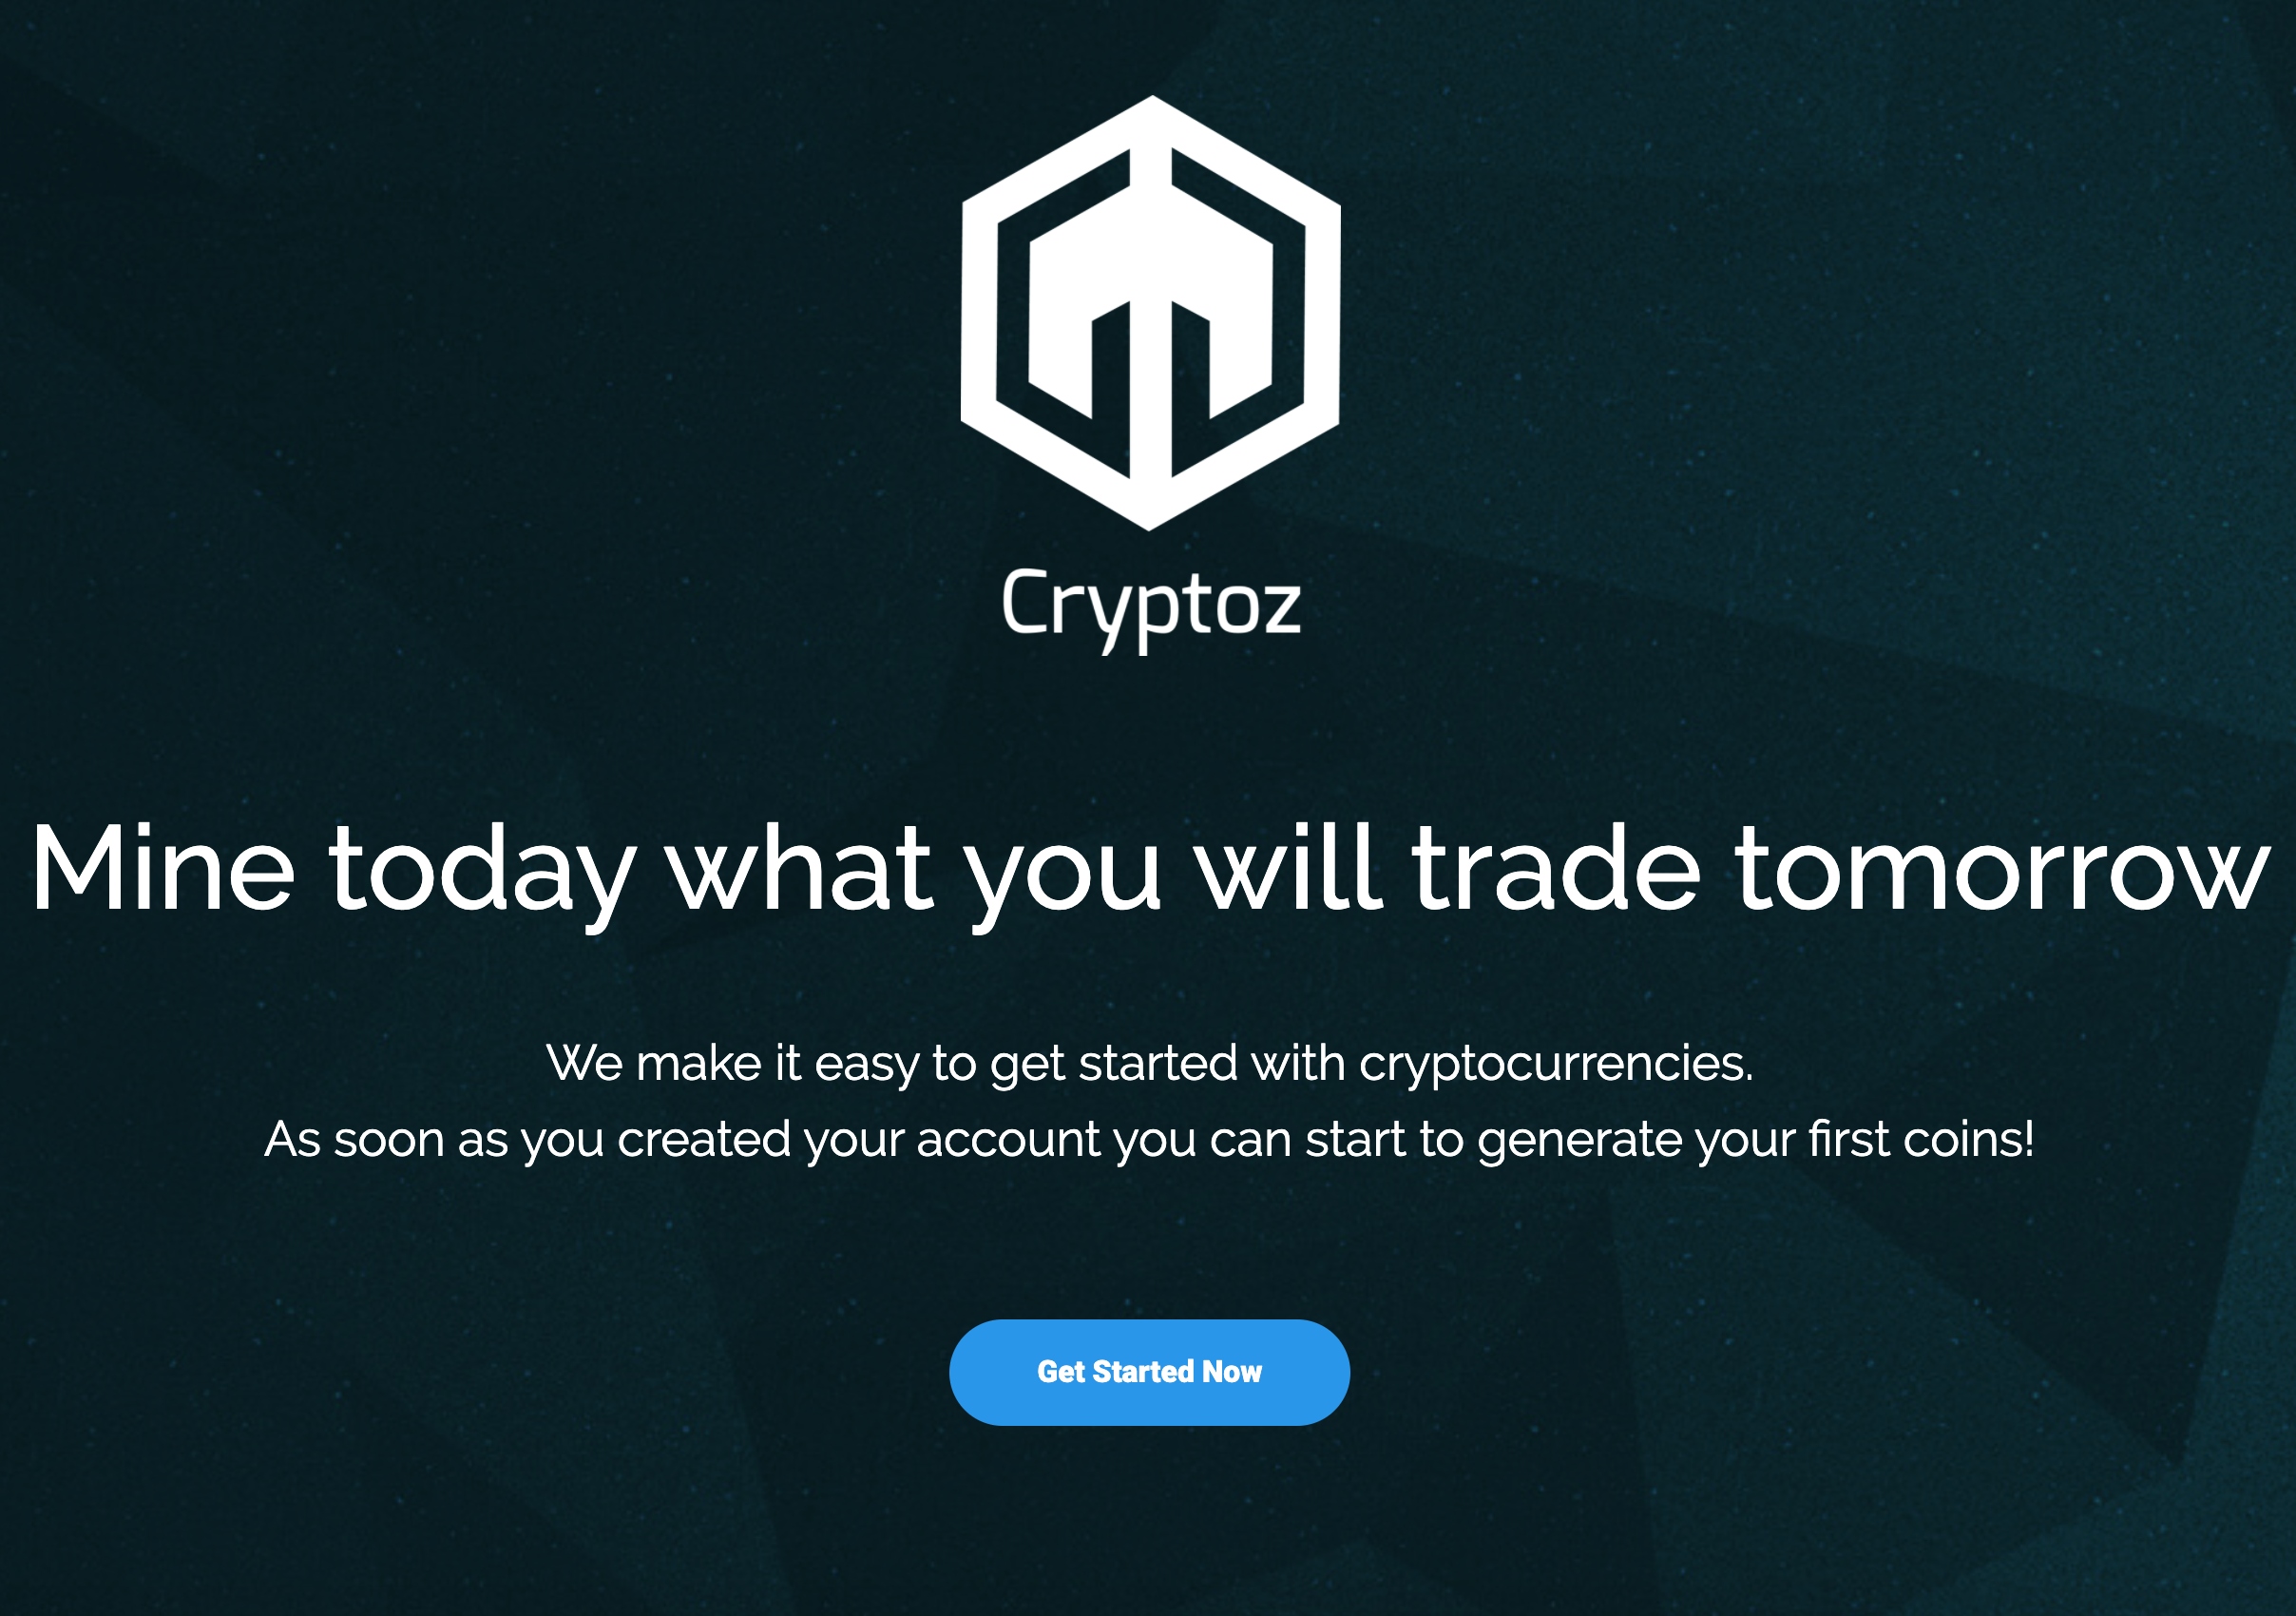 Cryptoz
Mine today what you will trade tomorrow
We make it easy to get started with cryptocurrencies.
As soon as you created your account you can start to generate your first coins!
Get Started Now